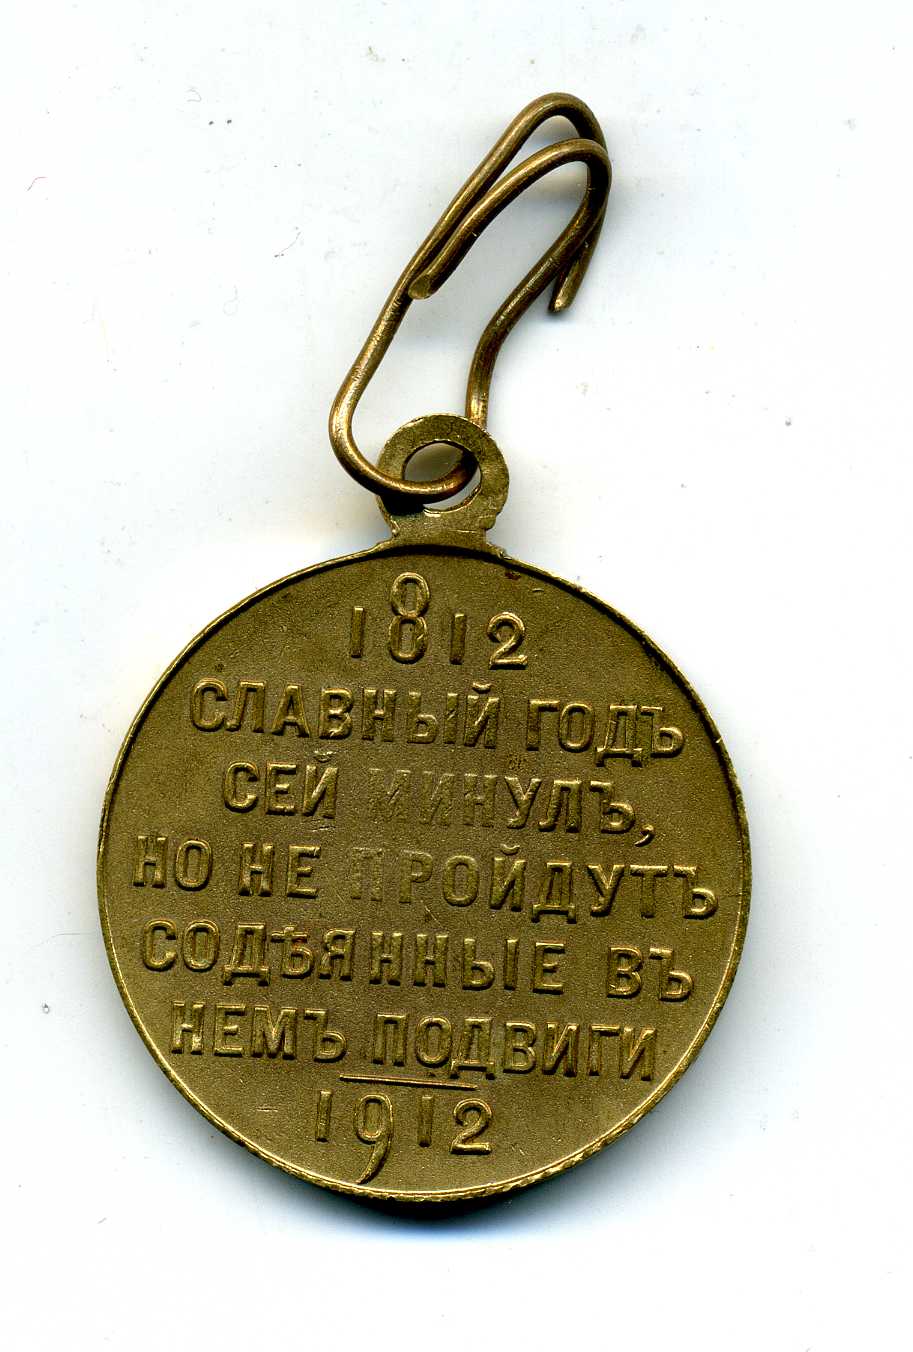 1812
СЛАВНЫЙ ГОДЪ
СЕЙ МИНУЛЪ,
НО НЕ ПРОЙДУТЪ
СОДѢЯННЫЕ ВЪ
НЕМЪ ПОДВИГИ
1912